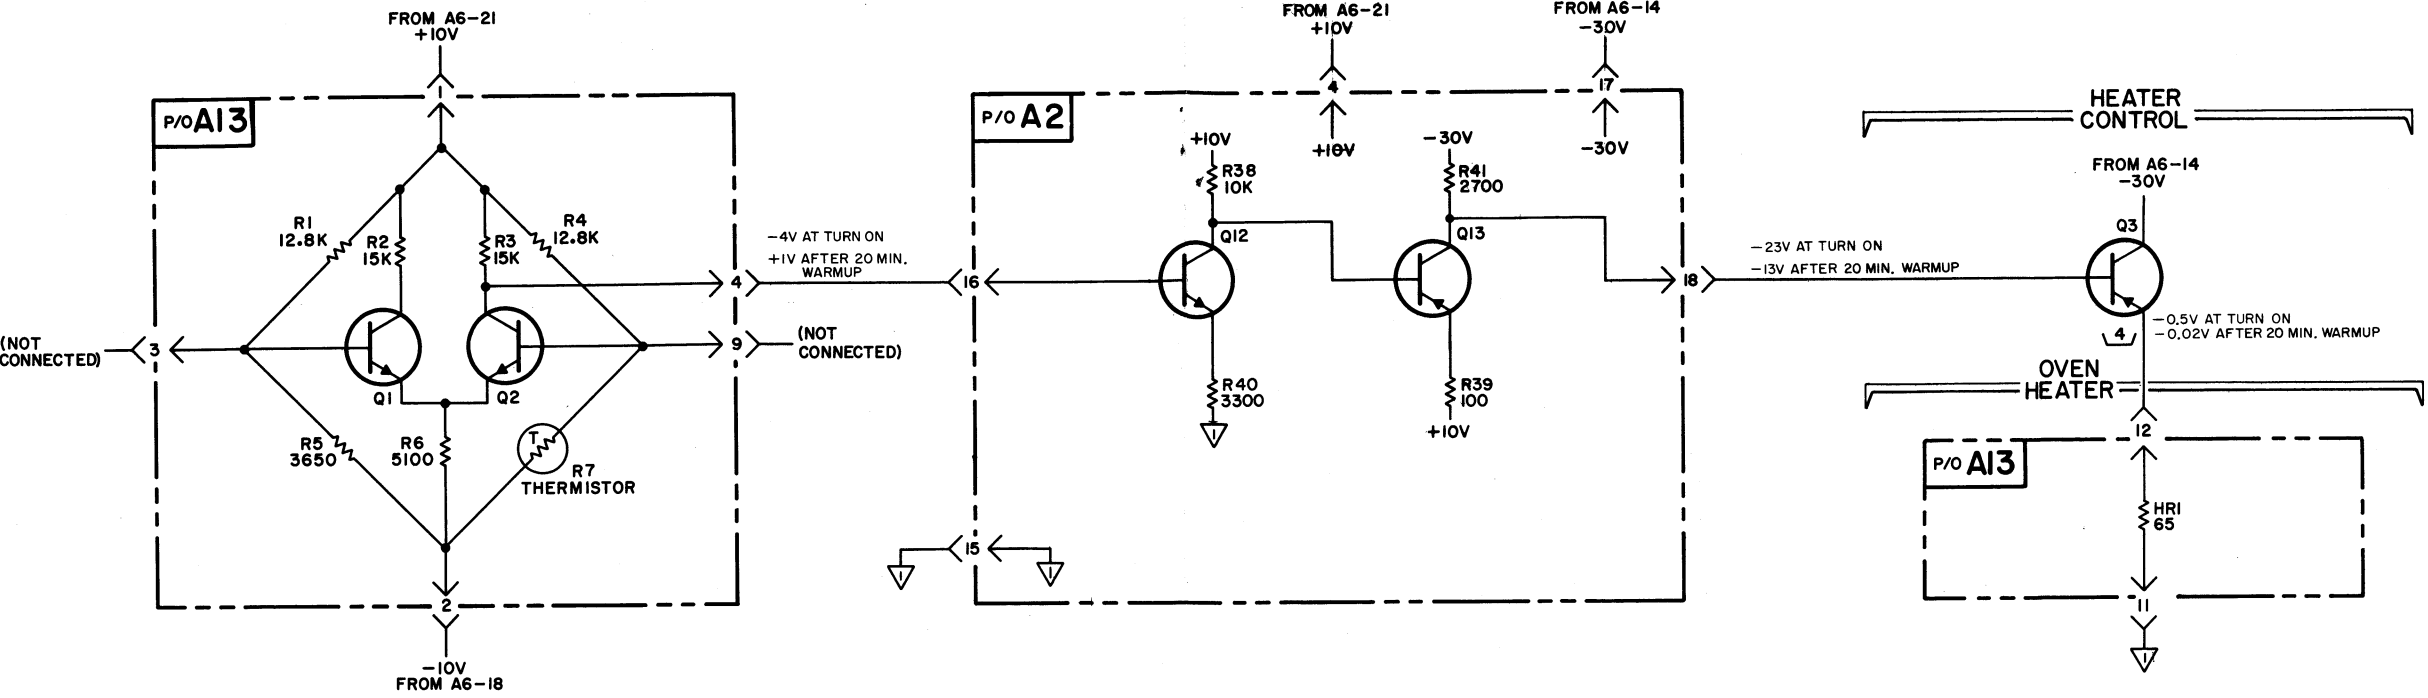 FROM A6-21
+10V
1
P/O A13
R1
12.8K
R2
15K
R3
15K
R4
12.8K
-4V AT TURN ON
+1V AFTER 20 MIN.
WARMUP
4
(NOT
CONNECTED)
3
9
(NOT
CONNECTED)
Q1
Q2
R5
3650
R6
5100
T
R7
THERMISTOR
2
-10V
FROM A6-18
FROM A6-21
+10V
4
+10V
FROM A6-14
-30V
17
-30V
P/O A2
+10V
R38
10K
Q12
-30V
R41
2700
Q13
16
18
R40
3300
1
R39
100
+10V
15
1
1
-23V AT TURN ON
-13V AFTER 20 MIN. WARMUP
HEATER
CONTROL
FROM A6-14
-30V
Q3
4
-0.5V AT TURN ON
-0.02V AFTER 20 MIN. WARMUP
OVEN
HEATER
12
P/O A13
HR1
65
11
1